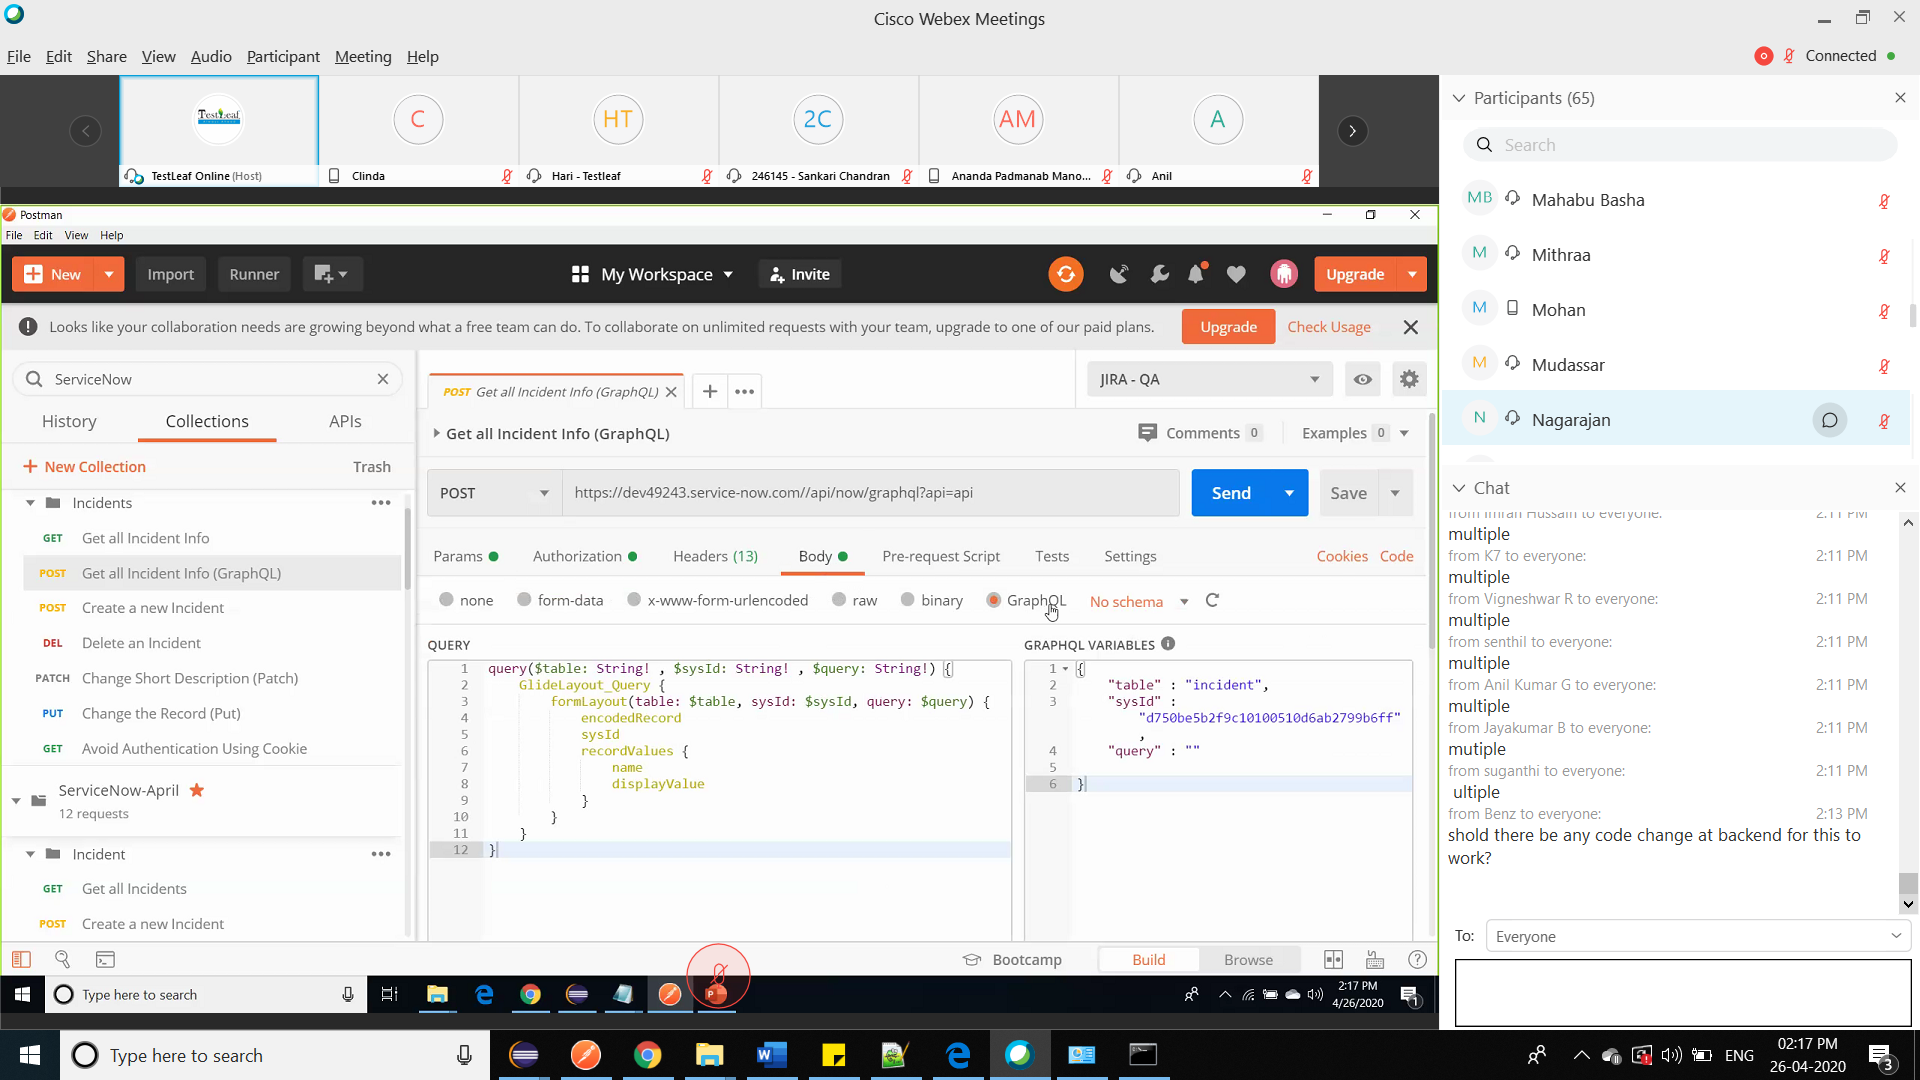 Cisco Webex Meetings
File Edit Share View Audio Participant Meeting Help
Connected
TestLeaf
TestLeaf Online (Host)
C
Clinda
HT
Hari - Testleaf
2C
246145 - Sankari Chandran
AM
Ananda Padmanab Mano...
A
Anil
Participants (65)
Search
MB Mahabu Basha
M Mithraa
M Mohan
M Mudassar
N Nagarajan
Postman
File Edit View Help
New Import Runner
My Workspace Invite
Upgrade
Looks like your collaboration needs are growing beyond what a free team can do. To collaborate on unlimited requests with your team, upgrade to one of our paid plans. Upgrade Check Usage
ServiceNow
History Collections APIs
+ New Collection Trash
Incidents
GET Get all Incident Info
POST Get all Incident Info (GraphQL)
POST Create a new Incident
DEL Delete an Incident
PATCH Change Short Description (Patch)
PUT Change the Record (Put)
GET Avoid Authentication Using Cookie
ServiceNow-April
12 requests
Incident
GET Get all Incidents
POST Create a new Incident
POST Get all Incident Info (GraphQL)
JIRA - QA
Get all Incident Info (GraphQL)
Comments 0 Examples 0
POST https://dev49243.service-now.com//api/now/graphql?api=api Send Save
Params Authorization Headers (13) Body Pre-request Script Tests Settings Cookies Code
none form-data x-www-form-urlencoded raw binary GraphQL No schema
QUERY
1 query($table: String! , $sysId: String! , $query: String!) {
2 GlideLayout_Query {
3 formLayout(table: $table, sysId: $sysId, query: $query) {
4 encodedRecord
5 sysId
6 recordValues {
7 name
8 displayValue
9 }
10 }
11 }
12 }
GRAPHQL VARIABLES
1 {
2 "table" : "incident",
3 "sysId" :
"d750be5b2f9c10100510d6ab2799b6ff"
,
4 "query" : ""
5
6 }
Bootcamp Build Browse
Type here to search
2:17 PM
4/26/2020
1
Chat
from Imran Hussain to everyone: 2:11 PM
multiple
from K7 to everyone: 2:11 PM
multiple
from Vigneshwar R to everyone: 2:11 PM
multiple
from senthil to everyone: 2:11 PM
multiple
from Anil Kumar G to everyone: 2:11 PM
multiple
from Jayakumar B to everyone: 2:11 PM
mutiple
from suganthi to everyone: 2:11 PM
ultiple
from Benz to everyone: 2:13 PM
shold there be any code change at backend for this to
work?
To: Everyone
Type here to search
ENG
02:17 PM
26-04-2020
3